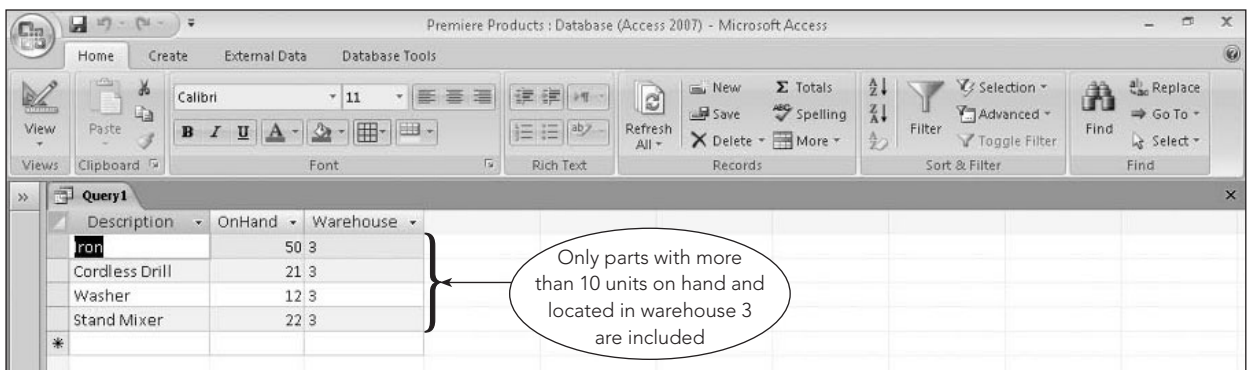 Premiere Products : Database (Access 2007) - Microsoft Access
Home Create External Data Database Tools
View
Paste
Calibri 11
B I U A
ab
Refresh All
New
Save
Delete
Σ Totals
Spelling
More
Filter
Selection
Advanced
Toggle Filter
Find
Replace
Go To
Select
Views Clipboard Font Rich Text Records Sort & Filter Find
Query1
Description OnHand Warehouse
Iron 50 3
Cordless Drill 21 3
Washer 12 3
Stand Mixer 22 3
Only parts with more
than 10 units on hand and
located in warehouse 3
are included